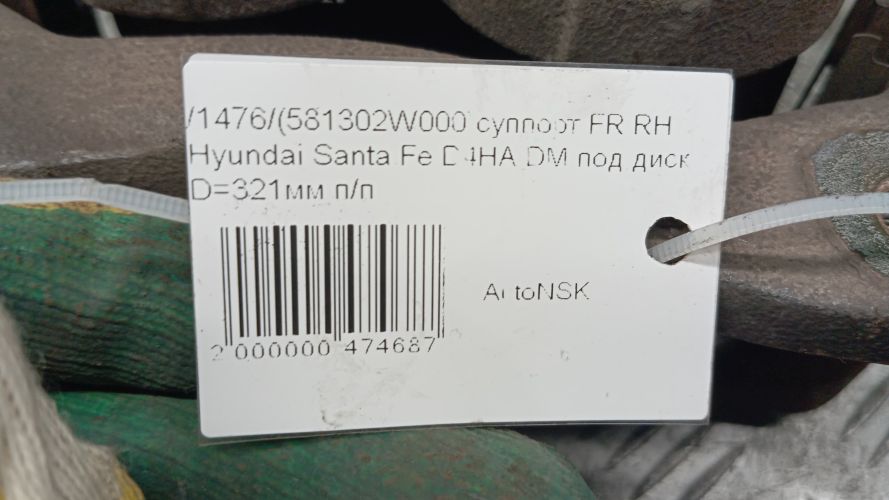 /1476/(581302W000 суппорт FR RH
Hyundai Santa Fe D4HA DM под диск
D=321мм п/п
AutoNSK
2 000000 474687